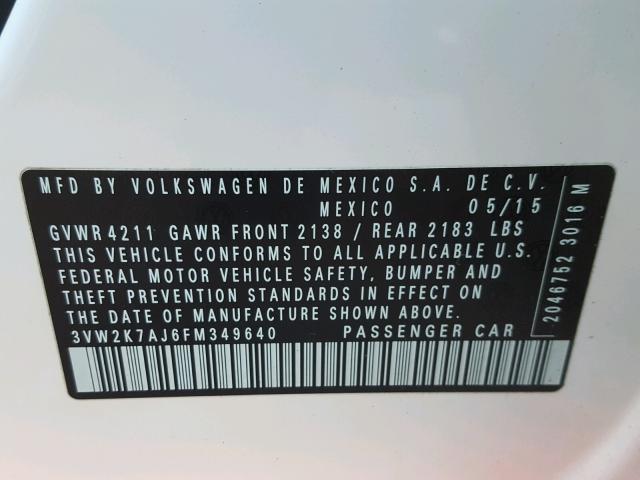 MFD BY VOLKSWAGEN DE MEXICO S.A. DE C.V.
MEXICO 05/15
GVWR 4211 GAWR FRONT 2138 / REAR 2183 LBS
THIS VEHICLE CONFORMS TO ALL APPLICABLE U.S.
FEDERAL MOTOR VEHICLE SAFETY, BUMPER AND
THEFT PREVENTION STANDARDS IN EFFECT ON
THE DATE OF MANUFACTURE SHOWN ABOVE.
3VW2K7AJ6FM349640 PASSENGER CAR
2046752 3016 M